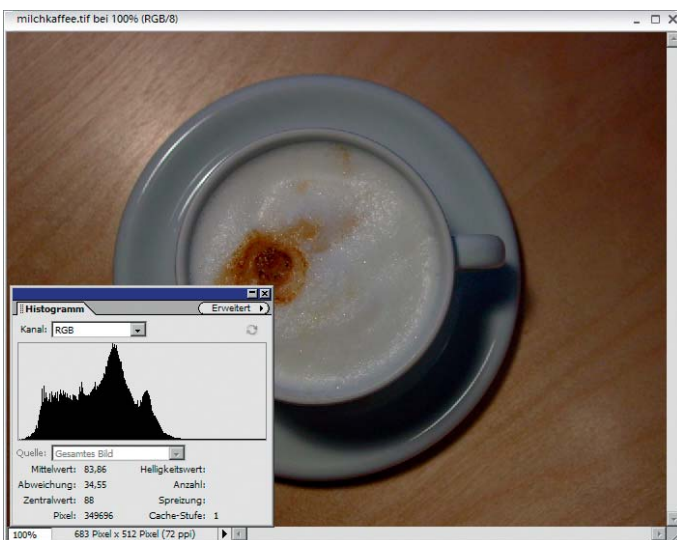 milchkaffee.tif bei 100% (RGB/8)
Histogramm
Erweitert
Kanal: RGB
Quelle: Gesamtes Bild
Mittelwert: 83,86 Helligkeitswert:
Abweichung: 34,55 Anzahl:
Zentralwert: 88 Spreizung:
Pixel: 349696 Cache-Stufe: 1
100% 683 Pixel x 512 Pixel (72 ppi)